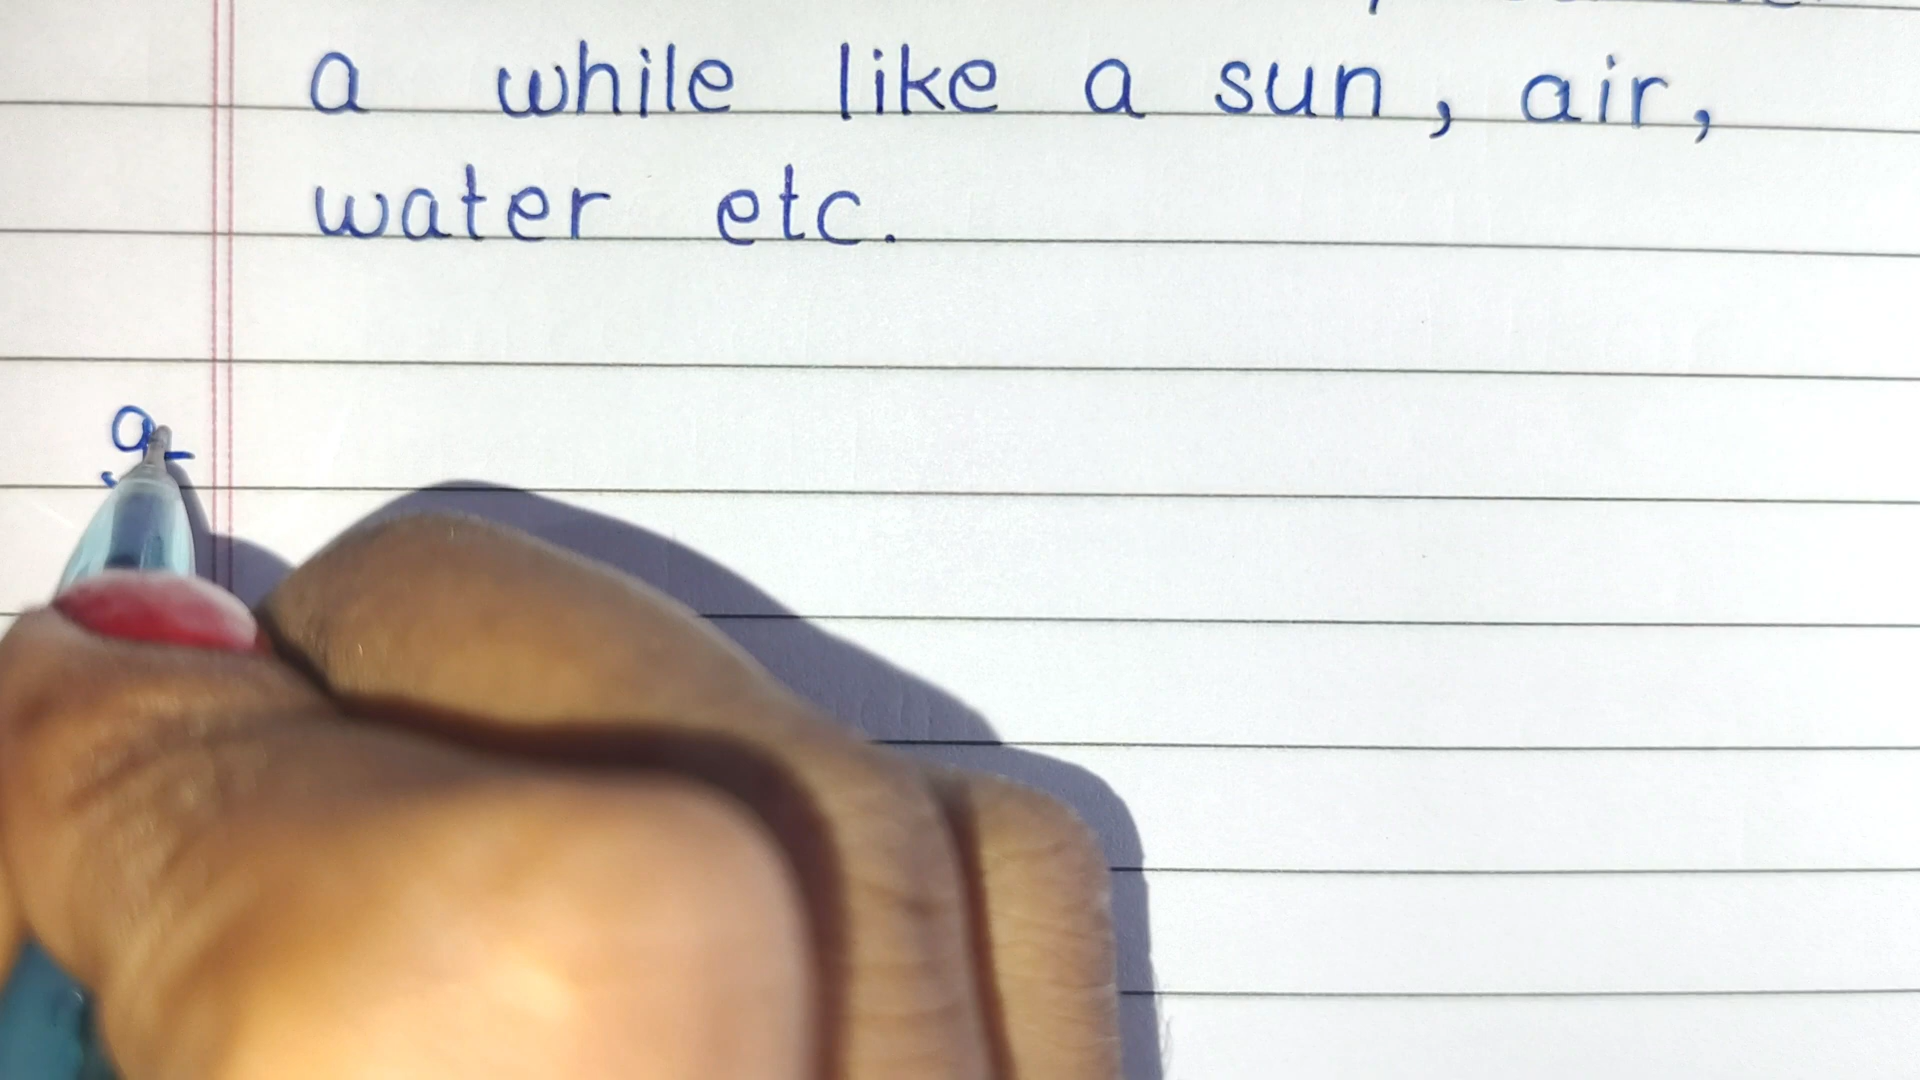 a while like a sun, air,
water etc.